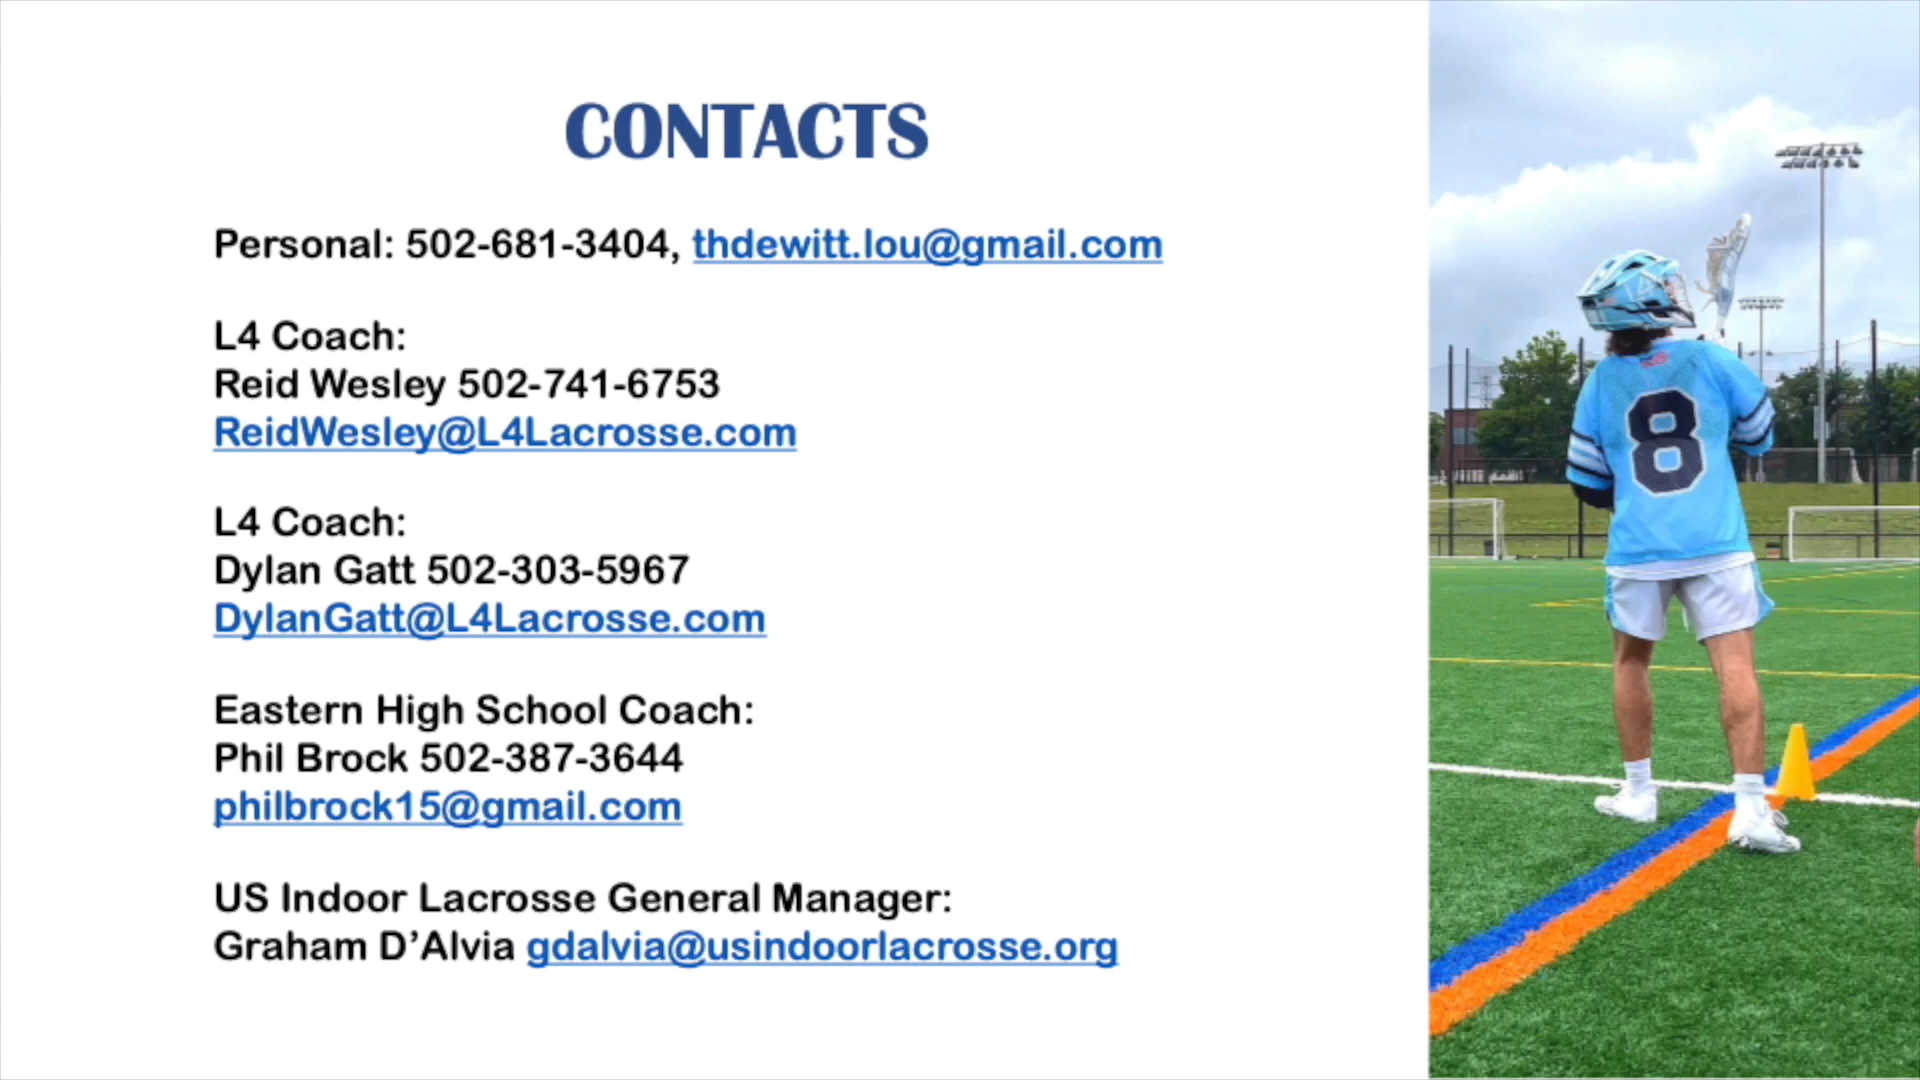 CONTACTS
Personal: 502-681-3404, thdewitt.lou@gmail.com
L4 Coach:
Reid Wesley 502-741-6753
ReidWesley@L4Lacrosse.com
L4 Coach:
Dylan Gatt 502-303-5967
DylanGatt@L4Lacrosse.com
Eastern High School Coach:
Phil Brock 502-387-3644
philbrock15@gmail.com
US Indoor Lacrosse General Manager:
Graham D’Alvia gdalvia@usindoorlacrosse.org
8